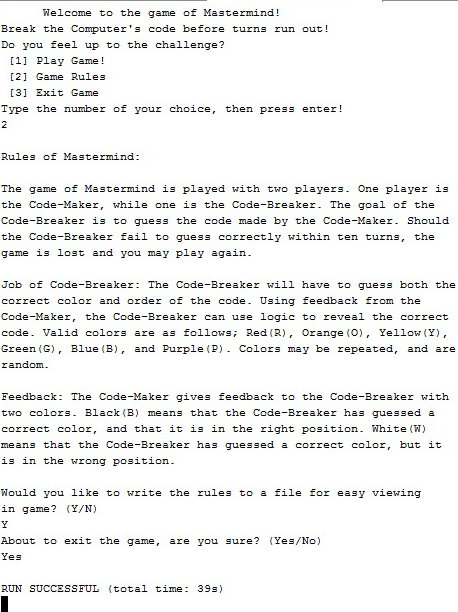 Welcome to the game of Mastermind!
Break the Computer's code before turns run out!
Do you feel up to the challenge?
[1] Play Game!
[2] Game Rules
[3] Exit Game
Type the number of your choice, then press enter!
2
Rules of Mastermind:
The game of Mastermind is played with two players. One player is
the Code-Maker, while one is the Code-Breaker. The goal of the
Code-Breaker is to guess the code made by the Code-Maker. Should
the Code-Breaker fail to guess correctly within ten turns, the
game is lost and you may play again.
Job of Code-Breaker: The Code-Breaker will have to guess both the
correct color and order of the code. Using feedback from the
Code-Maker, the Code-Breaker can use logic to reveal the correct
code. Valid colors are as follows; Red(R), Orange(O), Yellow(Y),
Green(G), Blue(B), and Purple(P). Colors may be repeated, and are
random.
Feedback: The Code-Maker gives feedback to the Code-Breaker with
two colors. Black(B) means that the Code-Breaker has guessed a
correct color, and that it is in the right position. White(W)
means that the Code-Breaker has guessed a correct color, but it
is in the wrong position.
Would you like to write the rules to a file for easy viewing
in game? (Y/N)
Y
About to exit the game, are you sure? (Yes/No)
Yes
RUN SUCCESSFUL (total time: 39s)